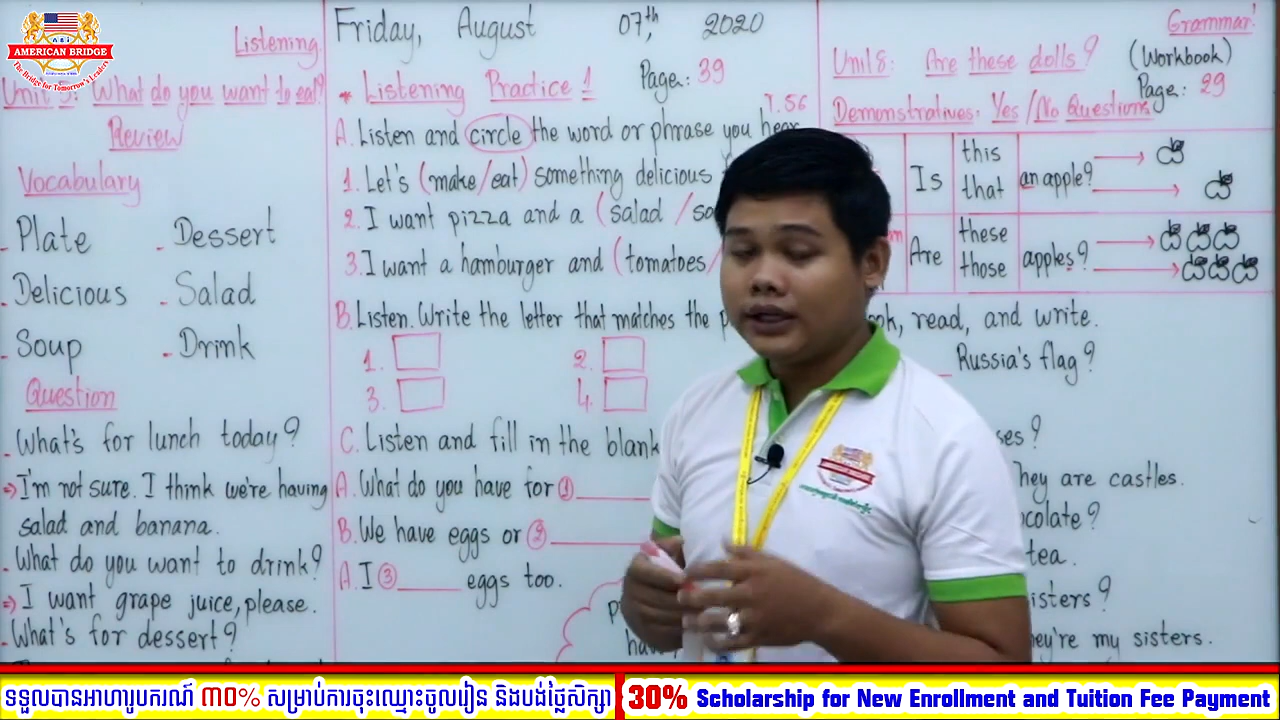 AMERICAN BRIDGE
The Bridge for Tomorrow's Leaders
Listening
Unit 5: What do you want to eat?
Review
Vocabulary
- Plate - Dessert
- Delicious - Salad
- Soup - Drink
Question
- What's for lunch today?
=> I'm not sure. I think we're having
salad and banana.
- What do you want to drink?
=> I want grape juice, please.
- What's for dessert?
Friday, August 07th, 2020
* Listening Practice 1 Page: 39
T.56
A. Listen and circle the word or phrase you hear
1. Let's (make/eat) something delicious
2. I want pizza and a (salad /
3. I want a hamburger and (tomatoes/
B. Listen. Write the letter that matches the
1. 2.
3. 4.
C. Listen and fill in the blank
A. What do you have for ① ______
B. We have eggs or ② ______
A. I ③ ______ eggs too.
Grammar!
Unit 8: Are these dolls? (Workbook)
Page: 29
Demonstratives: Yes /No Questions
Is this that an apple?
Are these those apples?
read, and write.
Russia's flag?
They are castles.
tea.
They're my sisters.
ទទួលបានអាហារូបករណ៍ ៣០% សម្រាប់ការចុះឈ្មោះចូលរៀន និងបង់ថ្លៃសិក្សា
30% Scholarship for New Enrollment and Tuition Fee Payment